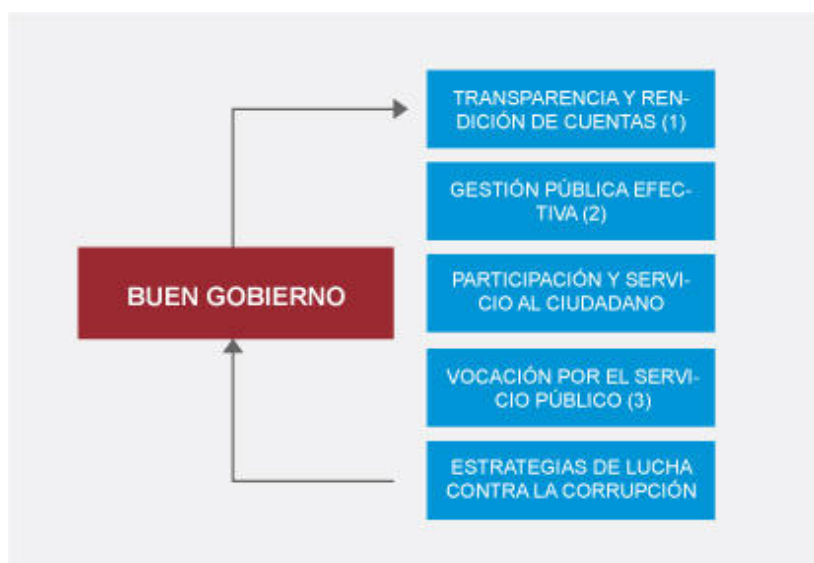 TRANSPARENCIA Y REN-
DICIÓN DE CUENTAS (1)
GESTIÓN PÚBLICA EFEC-
TIVA (2)
BUEN GOBIERNO
PARTICIPACIÓN Y SERVI-
CIO AL CIUDADANO
VOCACIÓN POR EL SERVI-
CIO PÚBLICO (3)
ESTRATEGIAS DE LUCHA
CONTRA LA CORRUPCIÓN